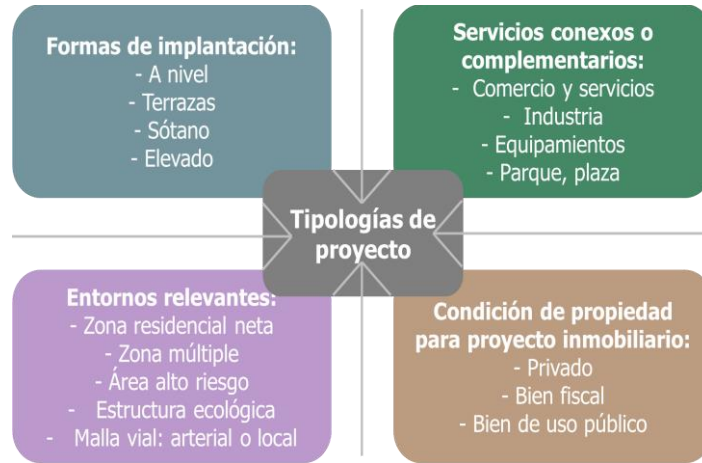 Formas de implantación:
- A nivel
- Terrazas
- Sótano
- Elevado
Servicios conexos o
complementarios:
- Comercio y servicios
- Industria
- Equipamientos
- Parque, plaza
Tipologías de
proyecto
Entornos relevantes:
- Zona residencial neta
- Zona múltiple
- Área alto riesgo
- Estructura ecológica
- Malla vial: arterial o local
Condición de propiedad
para proyecto inmobiliario:
- Privado
- Bien fiscal
- Bien de uso público